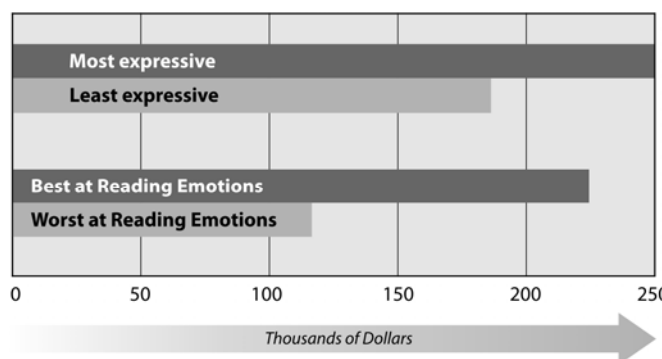 Most expressive
Least expressive
Best at Reading Emotions
Worst at Reading Emotions
0 50 100 150 200 250
Thousands of Dollars